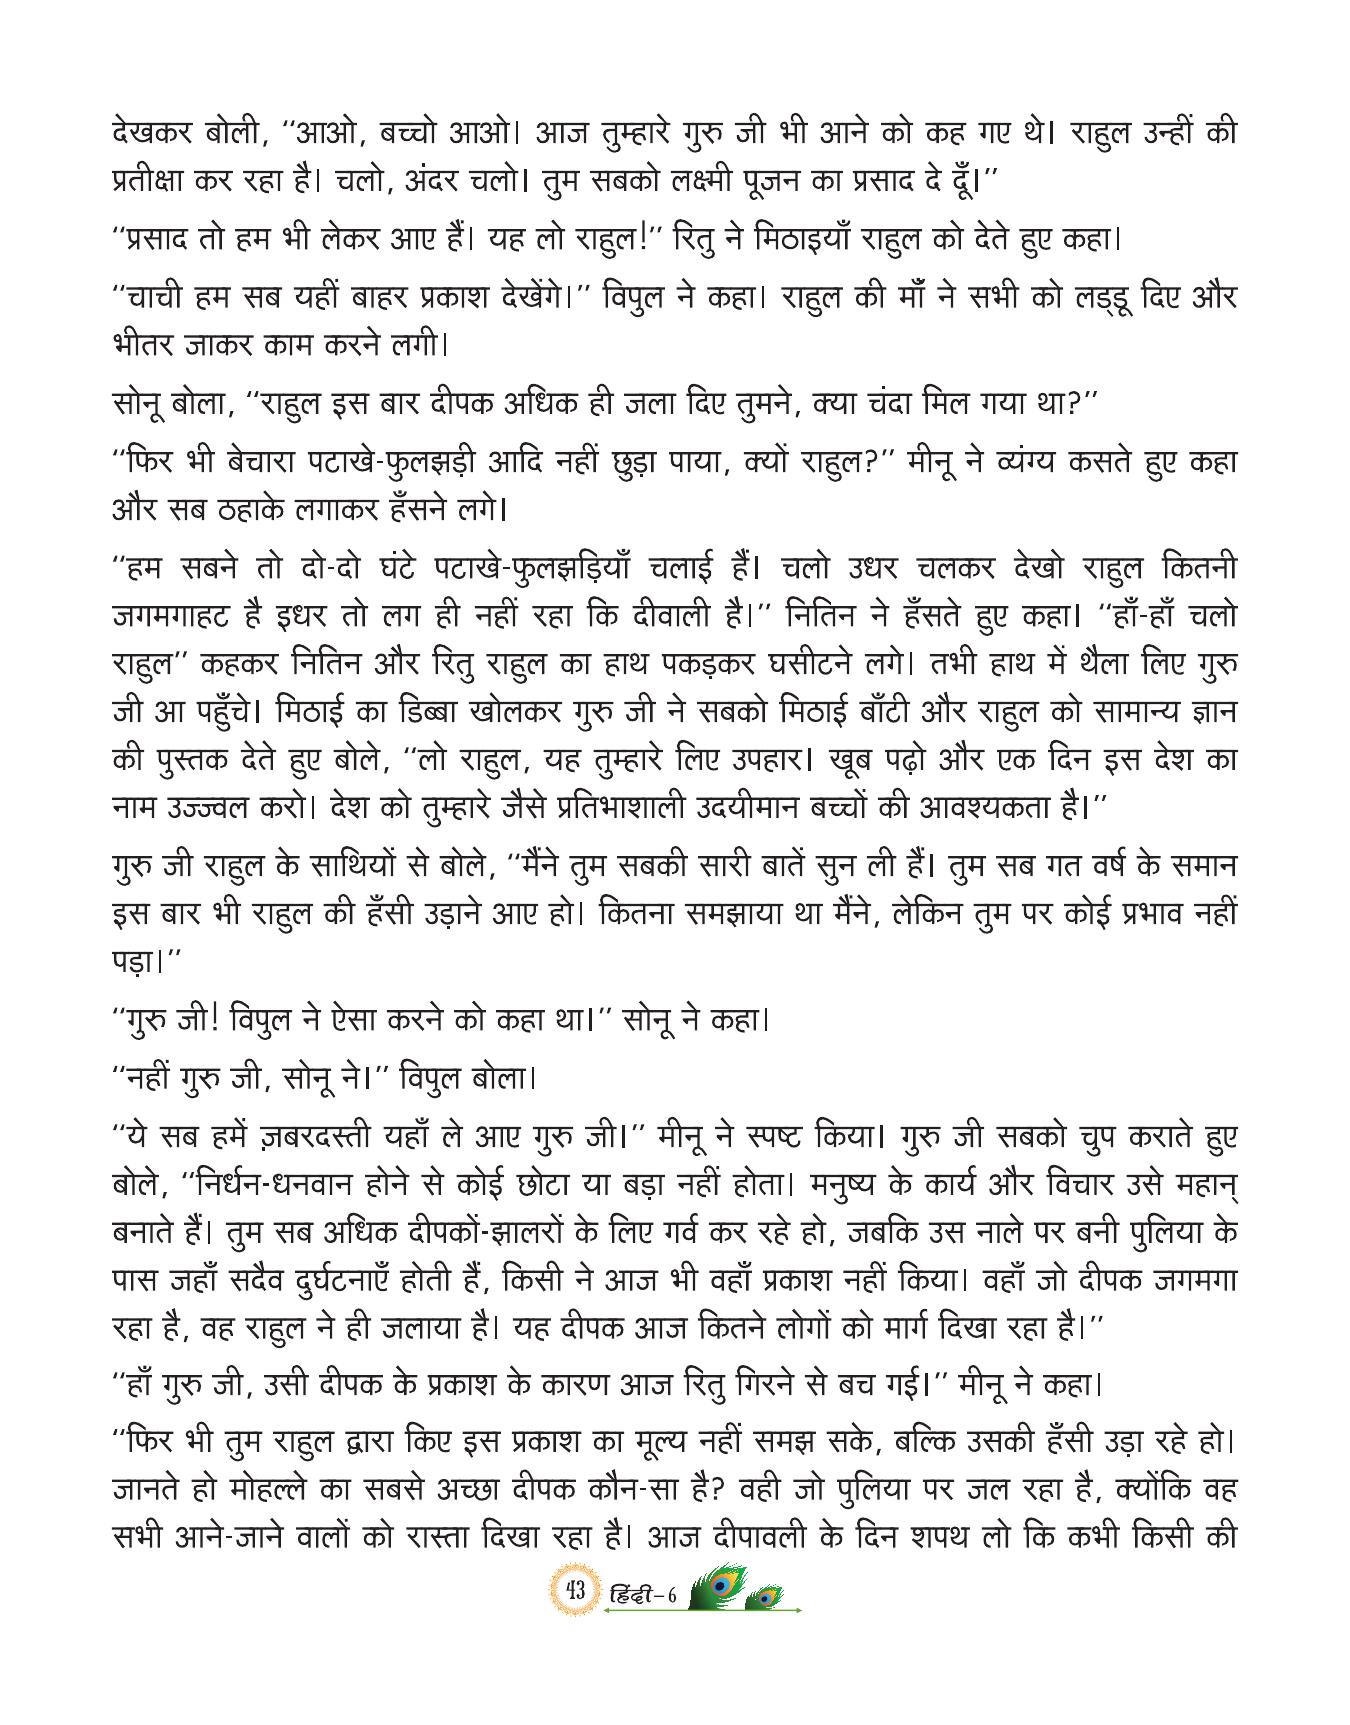 देखकर बोली, ‘‘आओ, बच्चो आओ। आज तुम्हारे गुरु जी भी आने को कह गए थे। राहुल उन्हीं की
प्रतीक्षा कर रहा है। चलो, अंदर चलो। तुम सबको लक्ष्मी पूजन का प्रसाद दे दूँ।’’
‘‘प्रसाद तो हम भी लेकर आए हैं। यह लो राहुल!’’ रितु ने मिठाइयाँ राहुल को देते हुए कहा।
‘‘चाची हम सब यहीं बाहर प्रकाश देखेंगे।’’ विपुल ने कहा। राहुल की माँ ने सभी को लड्डू दिए और
भीतर जाकर काम करने लगी।
सोनू बोला, ‘‘राहुल इस बार दीपक अधिक ही जला दिए तुमने, क्या चंदा मिल गया था?’’
‘‘फिर भी बेचारा पटाखे-फुलझड़ी आदि नहीं छुड़ा पाया, क्यों राहुल?’’ मीनू ने व्यंग्य कसते हुए कहा
और सब ठहाके लगाकर हँसने लगे।
‘‘हम सबने तो दो-दो घंटे पटाखे-फुलझड़ियाँ चलाई हैं। चलो उधर चलकर देखो राहुल कितनी
जगमगाहट है इधर तो लग ही नहीं रहा कि दीवाली है।’’ नितिन ने हँसते हुए कहा। ‘‘हाँ-हाँ चलो
राहुल’’ कहकर नितिन और रितु राहुल का हाथ पकड़कर घसीटने लगे। तभी हाथ में थैला लिए गुरु
जी आ पहुँचे। मिठाई का डिब्बा खोलकर गुरु जी ने सबको मिठाई बाँटी और राहुल को सामान्य ज्ञान
की पुस्तक देते हुए बोले, ‘‘लो राहुल, यह तुम्हारे लिए उपहार। खूब पढ़ो और एक दिन इस देश का
नाम उज्ज्वल करो। देश को तुम्हारे जैसे प्रतिभाशाली उदयीमान बच्चों की आवश्यकता है।’’
गुरु जी राहुल के साथियों से बोले, ‘‘मैंने तुम सबकी सारी बातें सुन ली हैं। तुम सब गत वर्ष के समान
इस बार भी राहुल की हँसी उड़ाने आए हो। कितना समझाया था मैंने, लेकिन तुम पर कोई प्रभाव नहीं
पड़ा।’’
‘‘गुरु जी! विपुल ने ऐसा करने को कहा था।’’ सोनू ने कहा।
‘‘नहीं गुरु जी, सोनू ने।’’ विपुल बोला।
‘‘ये सब हमें ज़बरदस्ती यहाँ ले आए गुरु जी।’’ मीनू ने स्पष्ट किया। गुरु जी सबको चुप कराते हुए
बोले, ‘‘निर्धन-धनवान होने से कोई छोटा या बड़ा नहीं होता। मनुष्य के कार्य और विचार उसे महान्
बनाते हैं। तुम सब अधिक दीपकों-झालरों के लिए गर्व कर रहे हो, जबकि उस नाले पर बनी पुलिया के
पास जहाँ सदैव दुर्घटनाएँ होती हैं, किसी ने आज भी वहाँ प्रकाश नहीं किया। वहाँ जो दीपक जगमगा
रहा है, वह राहुल ने ही जलाया है। यह दीपक आज कितने लोगों को मार्ग दिखा रहा है।’’
‘‘हाँ गुरु जी, उसी दीपक के प्रकाश के कारण आज रितु गिरने से बच गई।’’ मीनू ने कहा।
‘‘फिर भी तुम राहुल द्वारा किए इस प्रकाश का मूल्य नहीं समझ सके, बल्कि उसकी हँसी उड़ा रहे हो।
जानते हो मोहल्ले का सबसे अच्छा दीपक कौन-सा है? वही जो पुलिया पर जल रहा है, क्योंकि वह
सभी आने-जाने वालों को रास्ता दिखा रहा है। आज दीपावली के दिन शपथ लो कि कभी किसी की
43 हिंदी–6